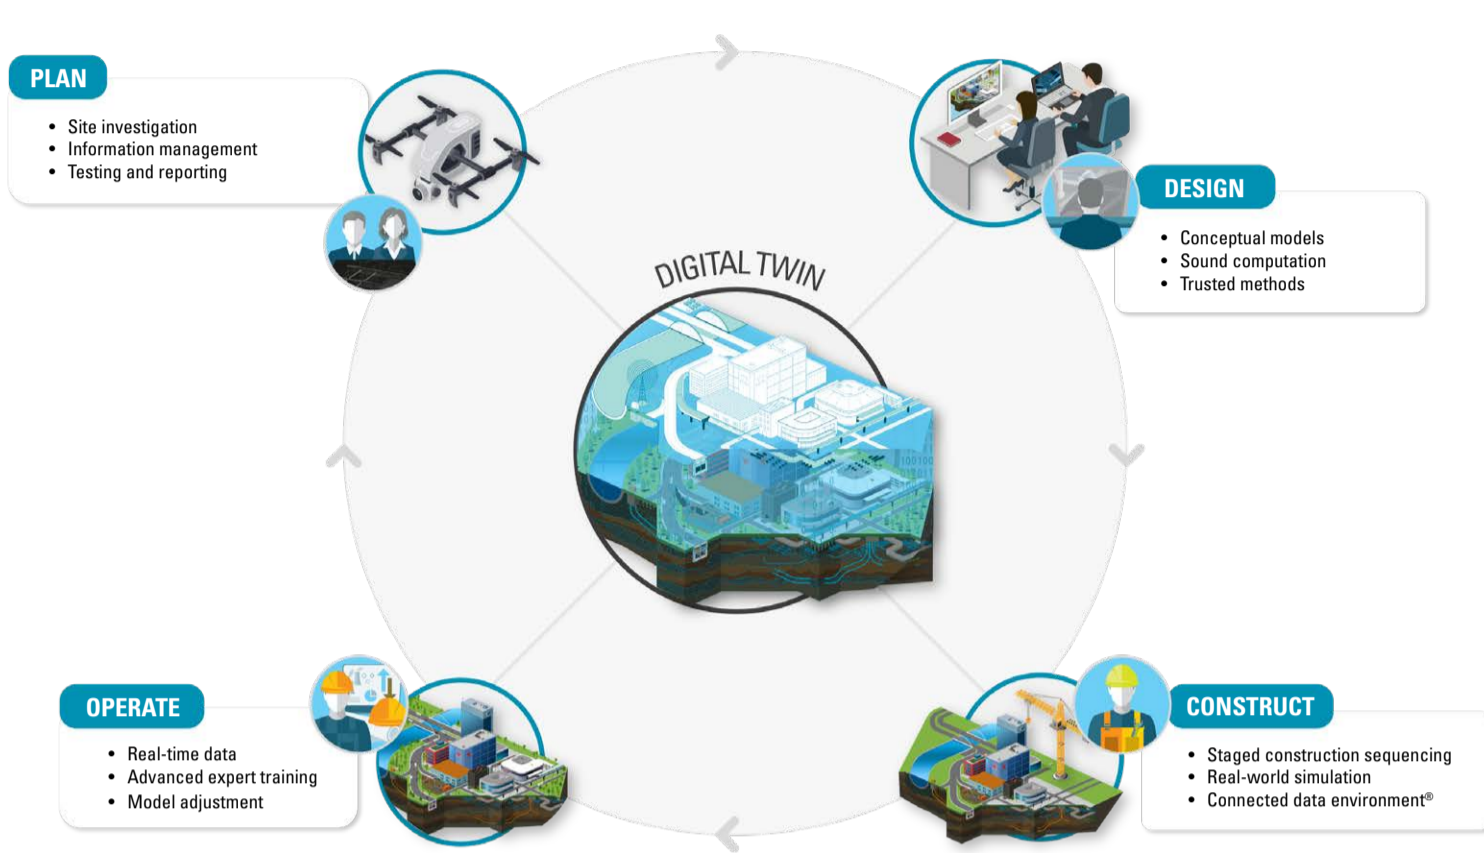 PLAN
• Site investigation
• Information management
• Testing and reporting
DESIGN
• Conceptual models
• Sound computation
• Trusted methods
DIGITAL TWIN
OPERATE
• Real-time data
• Advanced expert training
• Model adjustment
CONSTRUCT
• Staged construction sequencing
• Real-world simulation
• Connected data environment®